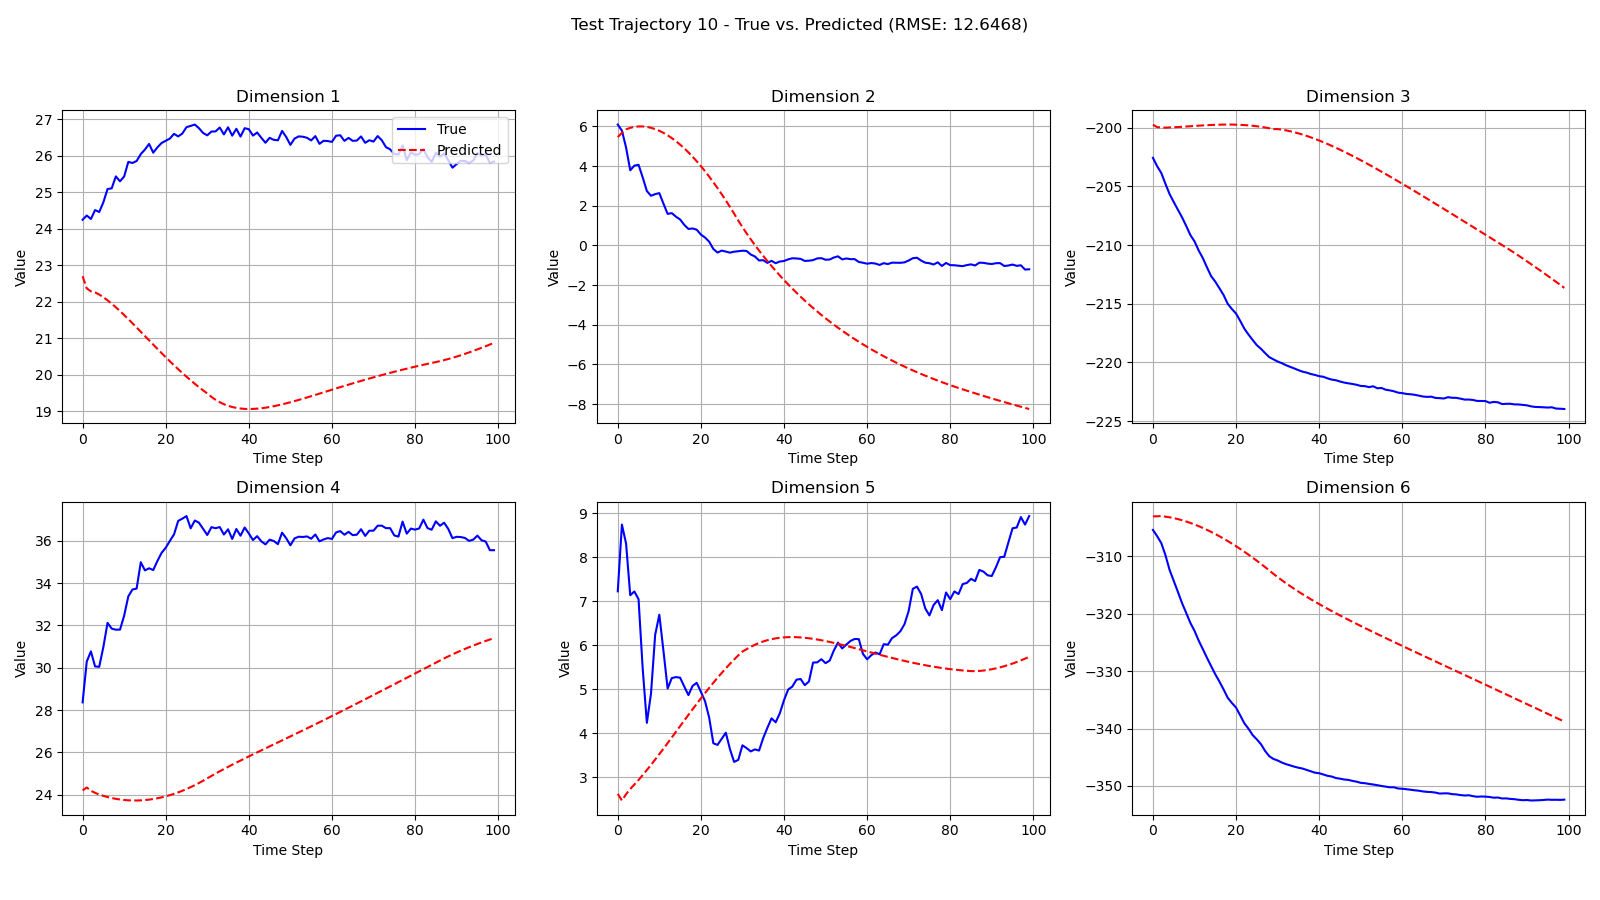 Test Trajectory 10 - True vs. Predicted (RMSE: 12.6468)
Dimension 1
27
26
25
24
23
22
21
20
19
Value
0 20 40 60 80 100
Time Step
True
Predicted
Dimension 2
6
4
2
0
−2
−4
−6
−8
Value
0 20 40 60 80 100
Time Step
Dimension 3
−200
−205
−210
−215
−220
−225
Value
0 20 40 60 80 100
Time Step
Dimension 4
36
34
32
30
28
26
24
Value
0 20 40 60 80 100
Time Step
Dimension 5
9
8
7
6
5
4
3
Value
0 20 40 60 80 100
Time Step
Dimension 6
−310
−320
−330
−340
−350
Value
0 20 40 60 80 100
Time Step